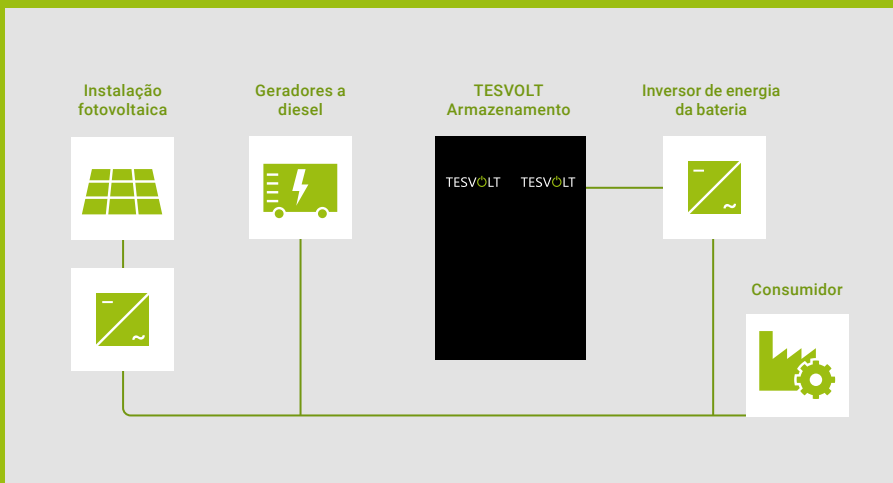 Instalação
fotovoltaica
Geradores a
diesel
TESVOLT
Armazenamento
Inversor de energia
da bateria
TESVOLT TESVOLT
Consumidor